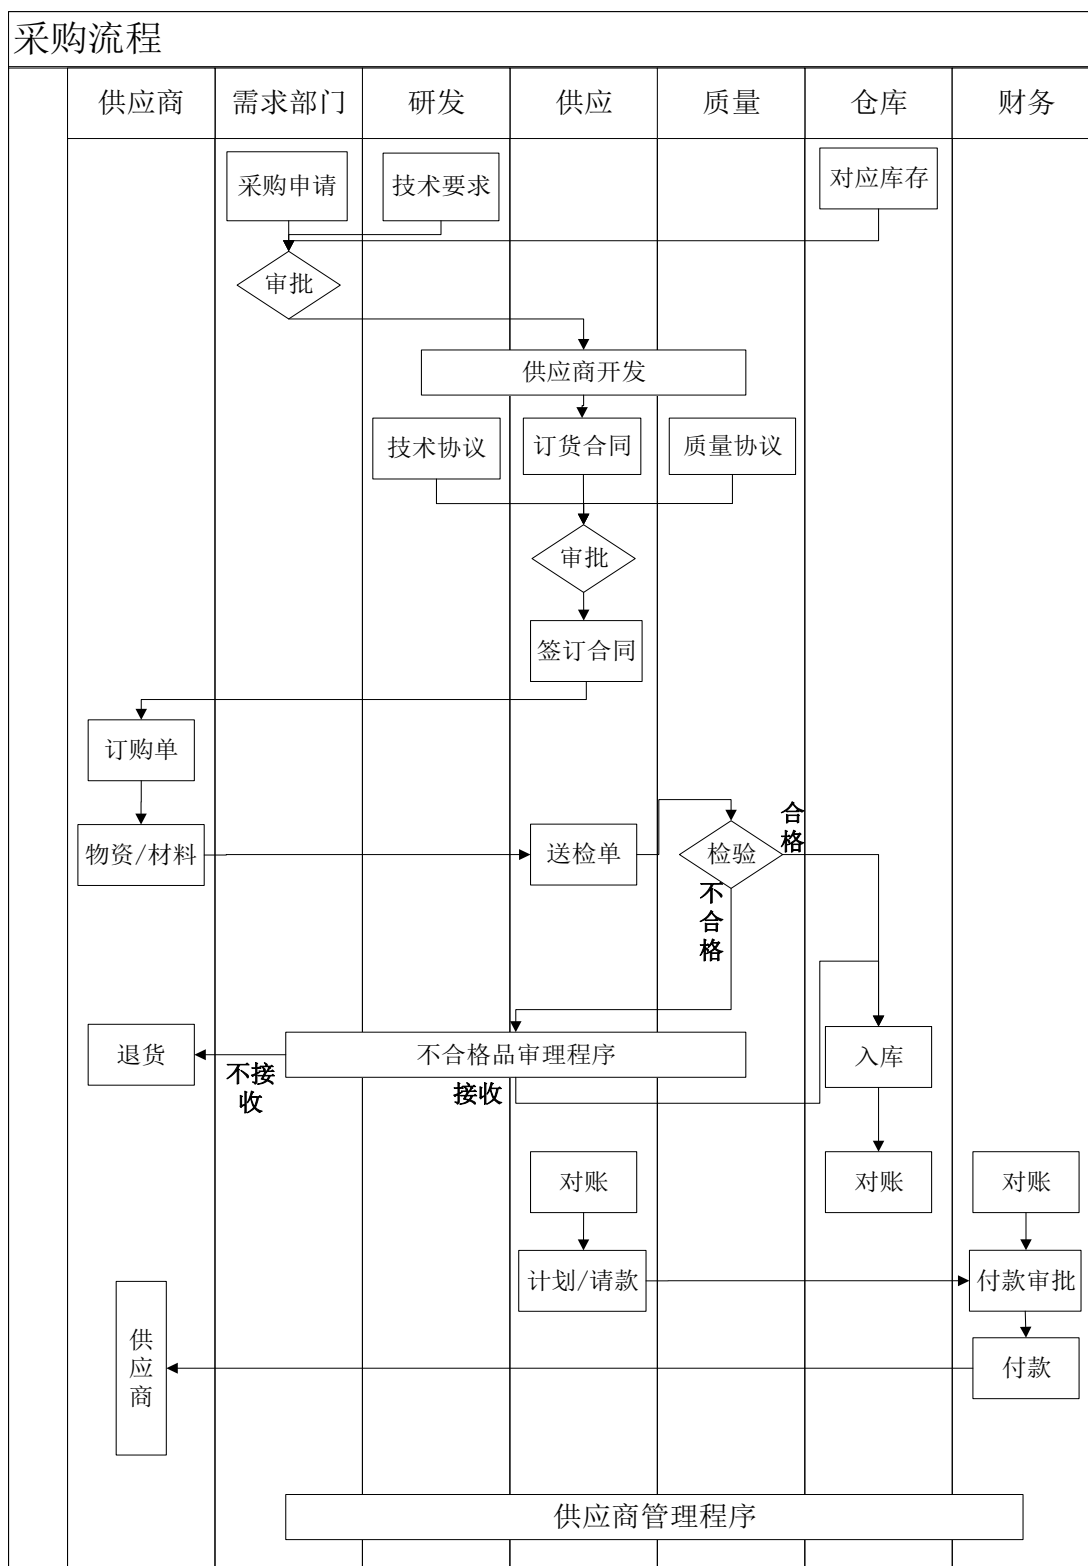 采购流程
供应商 需求部门 研发 供应 质量 仓库 财务
采购申请 技术要求 对应库存
审批
供应商开发
技术协议 订货合同 质量协议
审批
签订合同
订购单
物资/材料 送检单 检验 合格
不合格
退货 不接收 不合格品审理程序 接收 入库
对账 对账 对账
计划/请款 付款审批
供应商 付款
供应商管理程序